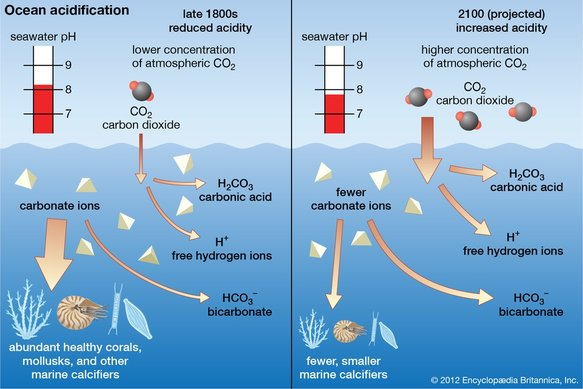 Ocean acidification
late 1800s
reduced acidity
seawater pH
9
8
7
lower concentration
of atmospheric CO₂
CO₂
carbon dioxide
carbonate ions
H₂CO₃
carbonic acid
H⁺
free hydrogen ions
HCO₃⁻
bicarbonate
abundant healthy corals,
mollusks, and other
marine calcifiers
2100 (projected)
increased acidity
seawater pH
9
8
7
higher concentration
of atmospheric CO₂
CO₂
carbon dioxide
fewer
carbonate ions
H₂CO₃
carbonic acid
H⁺
free hydrogen ions
HCO₃⁻
bicarbonate
fewer, smaller
marine calcifiers
© 2012 Encyclopædia Britannica, Inc.